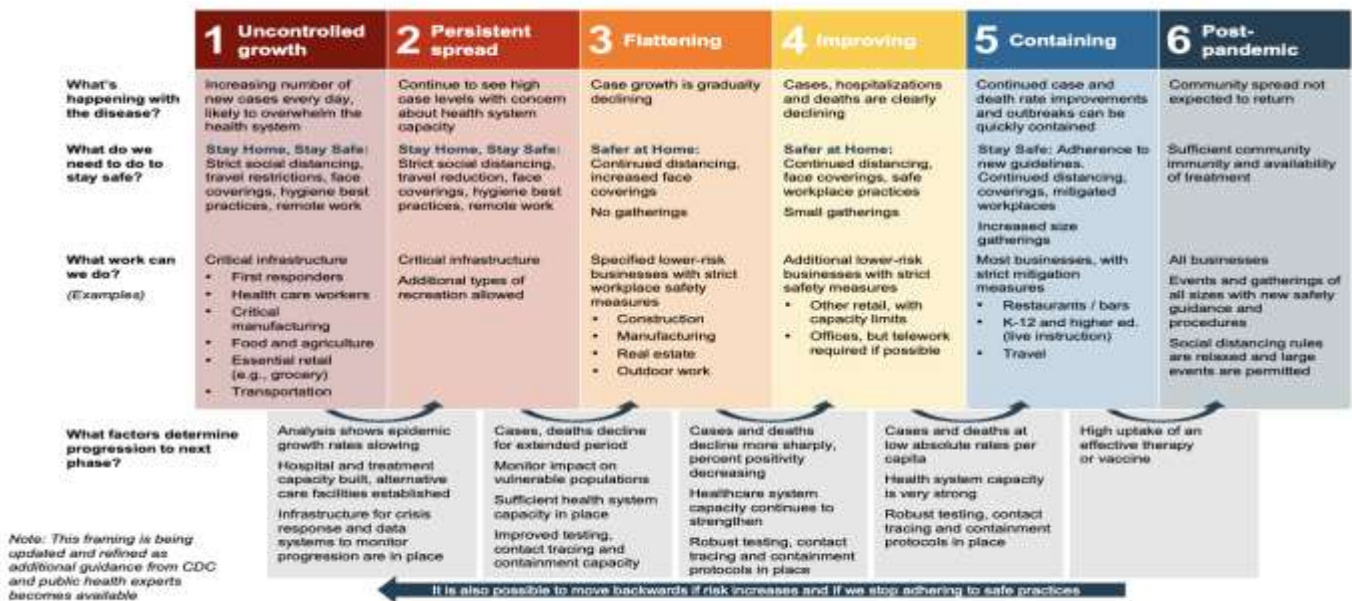 1 Uncontrolled growth
2 Persistent spread
3 Flattening
4 Improving
5 Containing
6 Post-pandemic
What's
happening with
the disease?
Increasing number of
new cases every day,
likely to overwhelm the
health system
Continue to see high
case levels with concern
about health system
capacity
Case growth is gradually
declining
Cases, hospitalizations
and deaths are clearly
declining
Continued case and
death rate improvements
and outbreaks can be
quickly contained
Community spread not
expected to return
What do we
need to do to
stay safe?
Stay Home, Stay Safe:
Strict social distancing,
travel restrictions, face
coverings, hygiene best
practices, remote work
Stay Home, Stay Safe:
Strict social distancing,
travel reduction, face
coverings, hygiene best
practices, remote work
Safer at Home:
Continued distancing,
increased face
coverings
No gatherings
Safer at Home:
Continued distancing,
face coverings, safe
workplace practices
Small gatherings
Stay Safe: Adherence to
new guidelines.
Continued distancing,
coverings, mitigated
workplaces
Increased size
gatherings
Sufficient community
immunity and availability
of treatment
What work can
we do?
(Examples)
Critical infrastructure
• First responders
• Health care workers
• Critical
manufacturing
• Food and agriculture
• Essential retail
(e.g., grocery)
• Transportation
Critical infrastructure
Additional types of
recreation allowed
Specified lower-risk
businesses with strict
workplace safety
measures
• Construction
• Manufacturing
• Real estate
• Outdoor work
Additional lower-risk
businesses with strict
safety measures
• Other retail, with
capacity limits
• Offices, but telework
required if possible
Most businesses, with
strict mitigation
measures
• Restaurants / bars
• K-12 and higher ed.
(live instruction)
• Travel
All businesses
Events and gatherings of
all sizes with new safety
guidance and
procedures
Social distancing rules
are relaxed and large
events are permitted
What factors determine
progression to next
phase?
Analysis shows epidemic
growth rates slowing
Hospital and treatment
capacity built, alternative
care facilities established
Infrastructure for crisis
response and data
systems to monitor
progression are in place
Cases, deaths decline
for extended period
Monitor impact on
vulnerable populations
Sufficient health system
capacity in place
Improved testing,
contact tracing and
containment capacity
Cases and deaths
decline more sharply,
percent positivity
decreasing
Healthcare system
capacity continues to
strengthen
Robust testing, contact
tracing and containment
protocols in place
Cases and deaths at
low absolute rates per
capita
Health system capacity
is very strong
Robust testing, contact
tracing and containment
protocols in place
High uptake of an
effective therapy
or vaccine
Note: This framing is being
updated and refined as
additional guidance from CDC
and public health experts
becomes available
It is also possible to move backwards if risk increases and if we stop adhering to safe practices